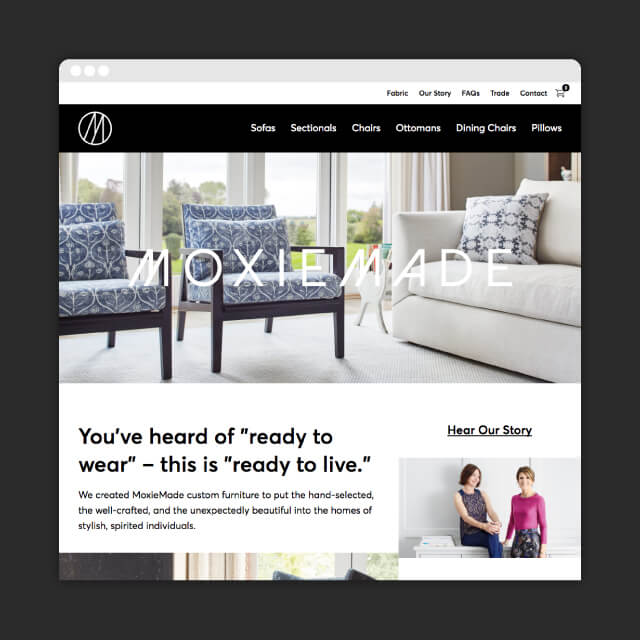 Fabric Our Story FAQs Trade Contact
M
Sofas Sectionals Chairs Ottomans Dining Chairs Pillows
MOXIEMADE
You've heard of "ready to
wear" – this is "ready to live."
We created MoxieMade custom furniture to put the hand-selected,
the well-crafted, and the unexpectedly beautiful into the homes of
stylish, spirited individuals.
Hear Our Story